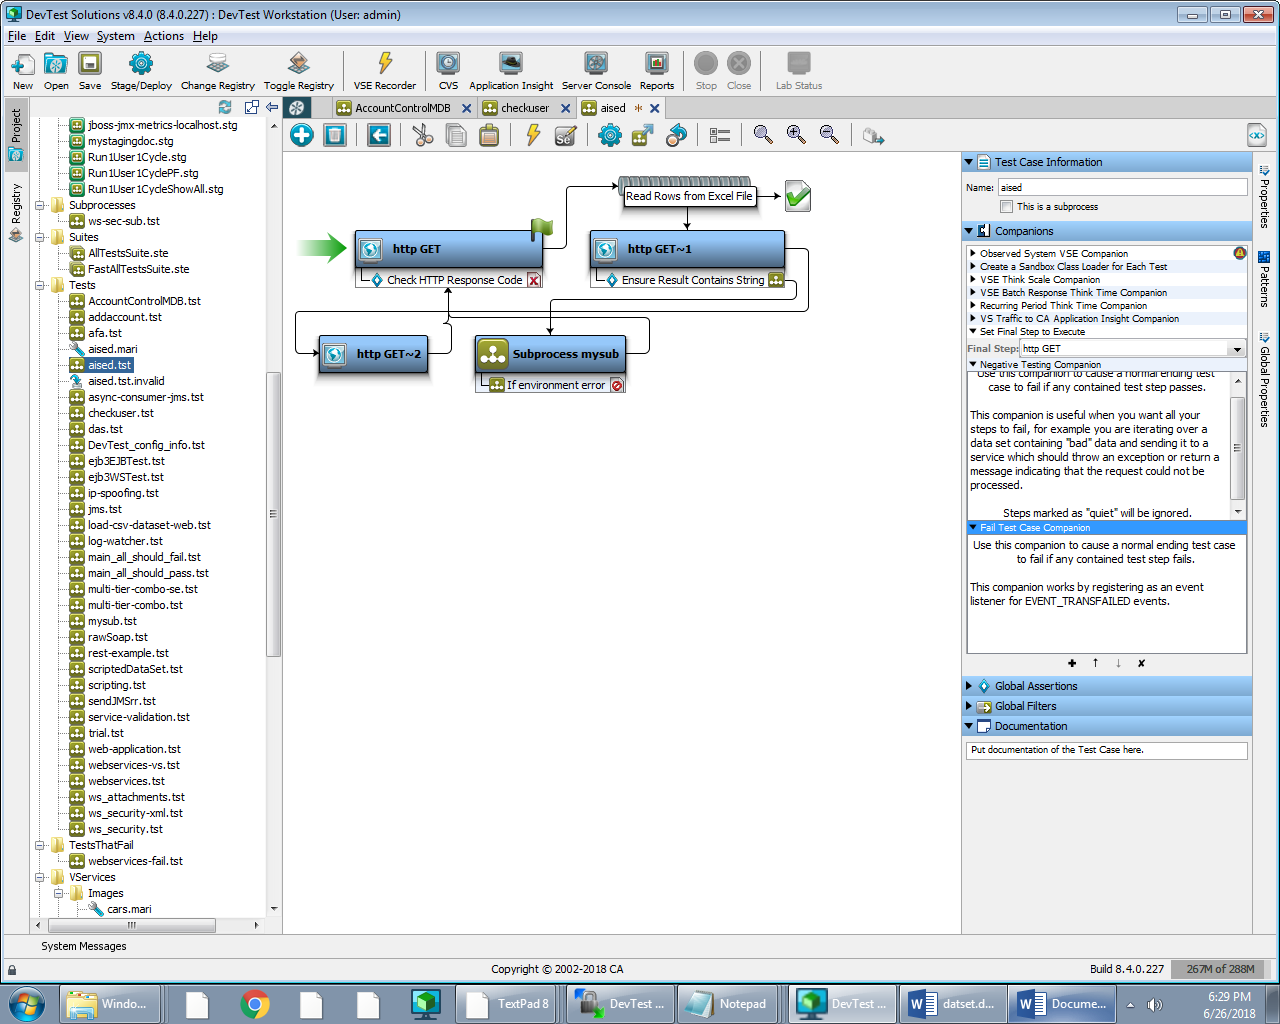 DevTest Solutions v8.4.0 (8.4.0.227) : DevTest Workstation (User: admin)
File Edit View System Actions Help
New Open Save Stage/Deploy Change Registry Toggle Registry VSE Recorder CVS Application Insight Server Console Reports Stop Close Lab Status
AccountControlMDB checkuser aised
Project
Registry
jboss-jmx-metrics-localhost.stg
mystagingdoc.stg
Run1User1Cycle.stg
Run1User1CyclePF.stg
Run1User1CycleShowAll.stg
Subprocesses
ws-sec-sub.tst
Suites
AllTestsSuite.ste
FastAllTestsSuite.ste
Tests
AccountControlMDB.tst
addaccount.tst
afa.tst
aised.mari
aised.tst
aised.tst.invalid
async-consumer-jms.tst
checkuser.tst
das.tst
DevTest_config_info.tst
ejb3EJBTest.tst
ejb3WSTest.tst
ip-spoofing.tst
jms.tst
load-csv-dataset-web.tst
log-watcher.tst
main_all_should_fail.tst
main_all_should_pass.tst
multi-tier-combo-se.tst
multi-tier-combo.tst
mysub.tst
rawSoap.tst
rest-example.tst
scriptedDataSet.tst
scripting.tst
sendJMSrr.tst
service-validation.tst
trial.tst
web-application.tst
webservices-vs.tst
webservices.tst
ws_attachments.tst
ws_security-xml.tst
ws_security.tst
TestsThatFail
webservices-fail.tst
VServices
Images
cars.mari
Read Rows from Excel File
http GET
Check HTTP Response Code
http GET~1
Ensure Result Contains String
http GET~2
Subprocess mysub
If environment error
Test Case Information
Name: aised
This is a subprocess
Companions
Observed System VSE Companion
Create a Sandbox Class Loader for Each Test
VSE Think Scale Companion
VSE Batch Response Think Time Companion
Recurring Period Think Time Companion
VS Traffic to CA Application Insight Companion
Set Final Step to Execute
Final Step: http GET
Negative Testing Companion
Use this companion to cause a normal ending test
case to fail if any contained test step passes.
This companion is useful when you want all your
steps to fail, for example you are iterating over a
data set containing "bad" data and sending it to a
service which should throw an exception or return a
message indicating that the request could not be
processed.
Steps marked as "quiet" will be ignored.
Fail Test Case Companion
Use this companion to cause a normal ending test case
to fail if any contained test step fails.
This companion works by registering as an event
listener for EVENT_TRANSFAILED events.
Global Assertions
Global Filters
Documentation
Put documentation of the Test Case here.
Properties
Patterns
Global Properties
System Messages
Copyright © 2002-2018 CA
Build 8.4.0.227 267M of 288M
Windo... TextPad 8 DevTest ... Notepad DevTest ... datset.d... Docume...
6:29 PM
6/26/2018